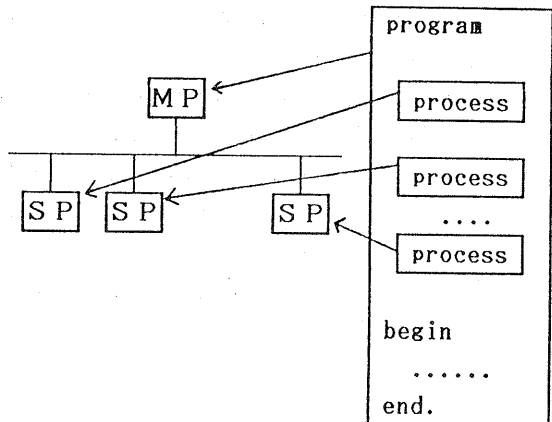 program
M P
process
process
S P S P S P
....
process
begin
......
end.